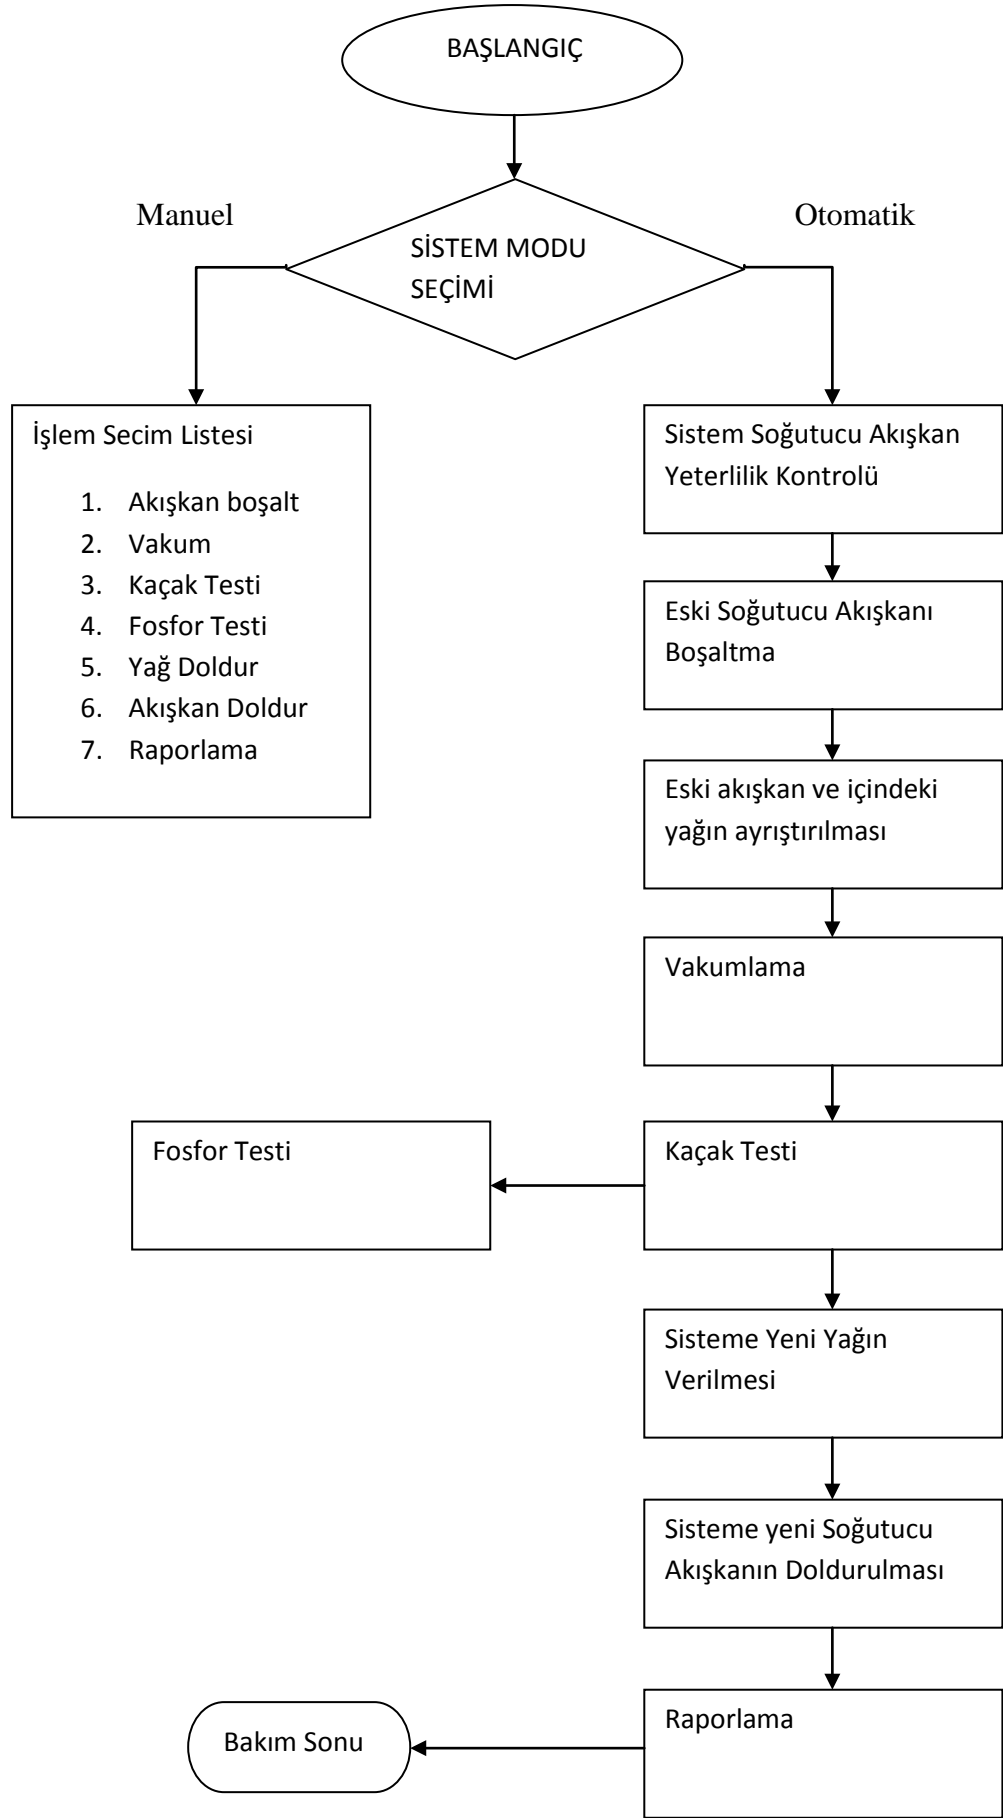 BAŞLANGIÇ
Manuel
Otomatik
SİSTEM MODU
SEÇİMİ
İşlem Secim Listesi
1. Akışkan boşalt
2. Vakum
3. Kaçak Testi
4. Fosfor Testi
5. Yağ Doldur
6. Akışkan Doldur
7. Raporlama
Sistem Soğutucu Akışkan
Yeterlilik Kontrolü
Eski Soğutucu Akışkanı
Boşaltma
Eski akışkan ve içindeki
yağın ayrıştırılması
Vakumlama
Kaçak Testi
Fosfor Testi
Sisteme Yeni Yağın
Verilmesi
Sisteme yeni Soğutucu
Akışkanın Doldurulması
Raporlama
Bakım Sonu